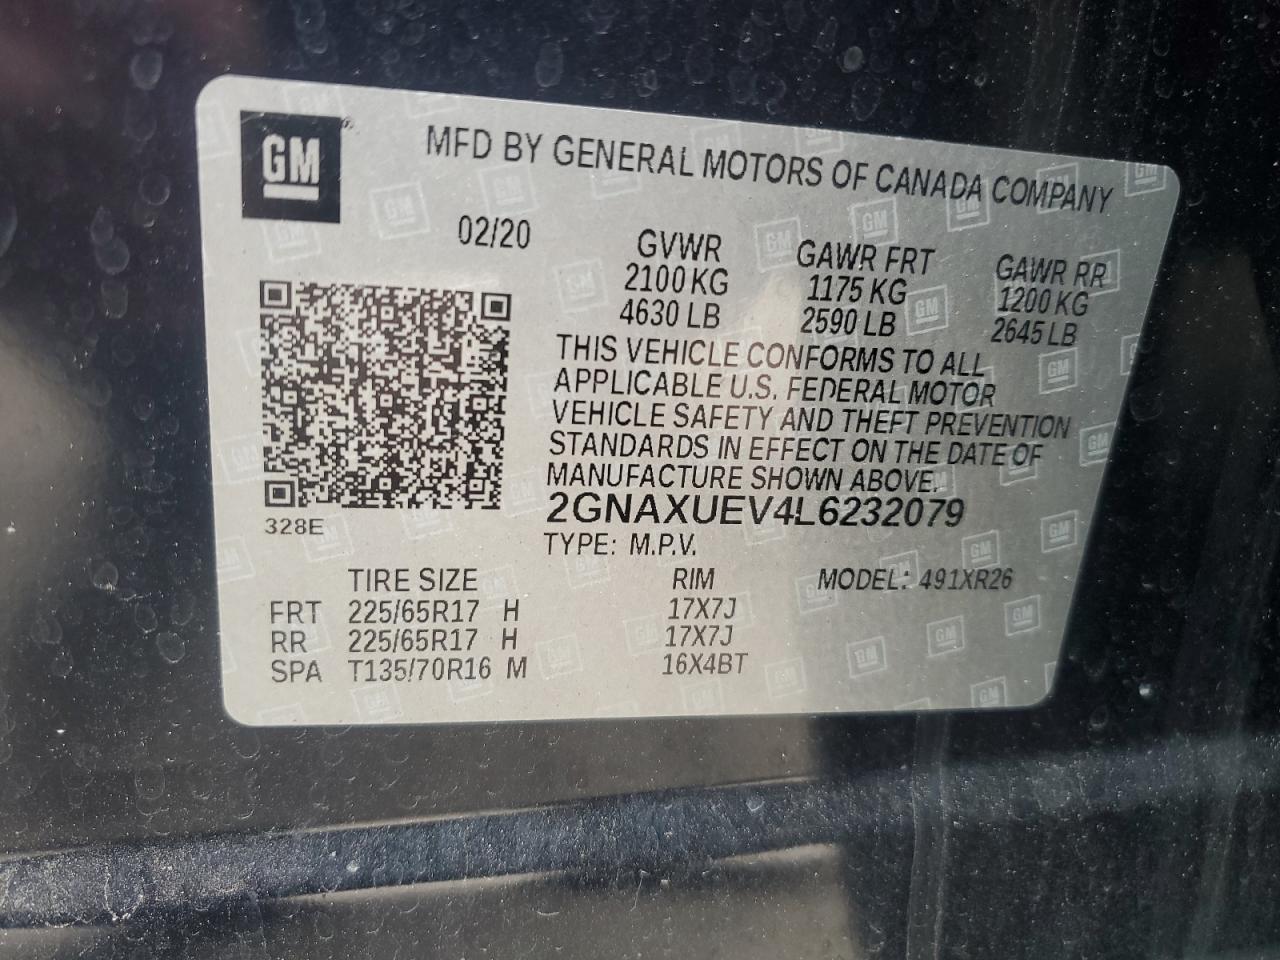 GM
MFD BY GENERAL MOTORS OF CANADA COMPANY
02/20
GVWR GAWR FRT GAWR RR
2100 KG 1175 KG 1200 KG
4630 LB 2590 LB 2645 LB
THIS VEHICLE CONFORMS TO ALL
APPLICABLE U.S. FEDERAL MOTOR
VEHICLE SAFETY AND THEFT PREVENTION
STANDARDS IN EFFECT ON THE DATE OF
MANUFACTURE SHOWN ABOVE.
2GNAXUEV4L6232079
328E
TYPE: M.P.V.
TIRE SIZE RIM MODEL: 491XR26
FRT 225/65R17 H 17X7J
RR 225/65R17 H 17X7J
SPA T135/70R16 M 16X4BT